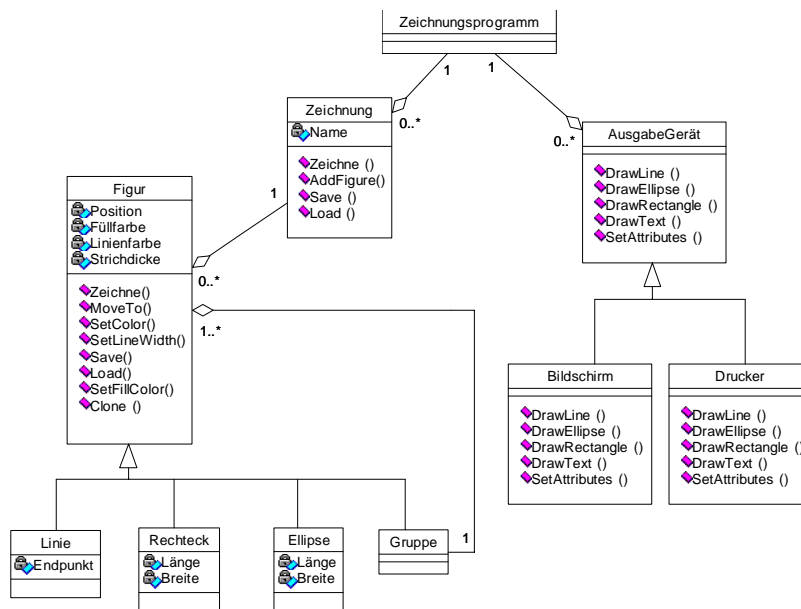 Zeichnungsprogramm
1
1
0..*
0..*
Zeichnung
Name
Zeichne ()
AddFigure()
Save ()
Load ()
AusgabeGerät
DrawLine ()
DrawEllipse ()
DrawRectangle ()
DrawText ()
SetAttributes ()
1
0..*
Figur
Position
Füllfarbe
Linienfarbe
Strichdicke
Zeichne()
MoveTo()
SetColor()
SetLineWidth()
Save()
Load()
SetFillColor()
Clone ()
1..*
1
Bildschirm
DrawLine ()
DrawEllipse ()
DrawRectangle ()
DrawText ()
SetAttributes ()
Drucker
DrawLine ()
DrawEllipse ()
DrawRectangle ()
DrawText ()
SetAttributes ()
Linie
Endpunkt
Rechteck
Länge
Breite
Ellipse
Länge
Breite
Gruppe